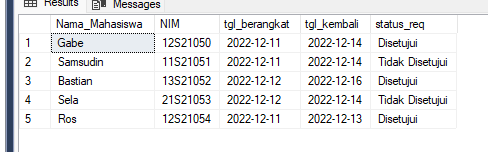 Results Messages
Nama_Mahasiswa NIM tgl_berangkat tgl_kembali status_req
1 Gabe 12S21050 2022-12-11 2022-12-14 Disetujui
2 Samsudin 11S21051 2022-12-11 2022-12-14 Tidak Disetujui
3 Bastian 13S21052 2022-12-12 2022-12-16 Disetujui
4 Sela 21S21053 2022-12-12 2022-12-14 Tidak Disetujui
5 Ros 12S21054 2022-12-11 2022-12-13 Disetujui